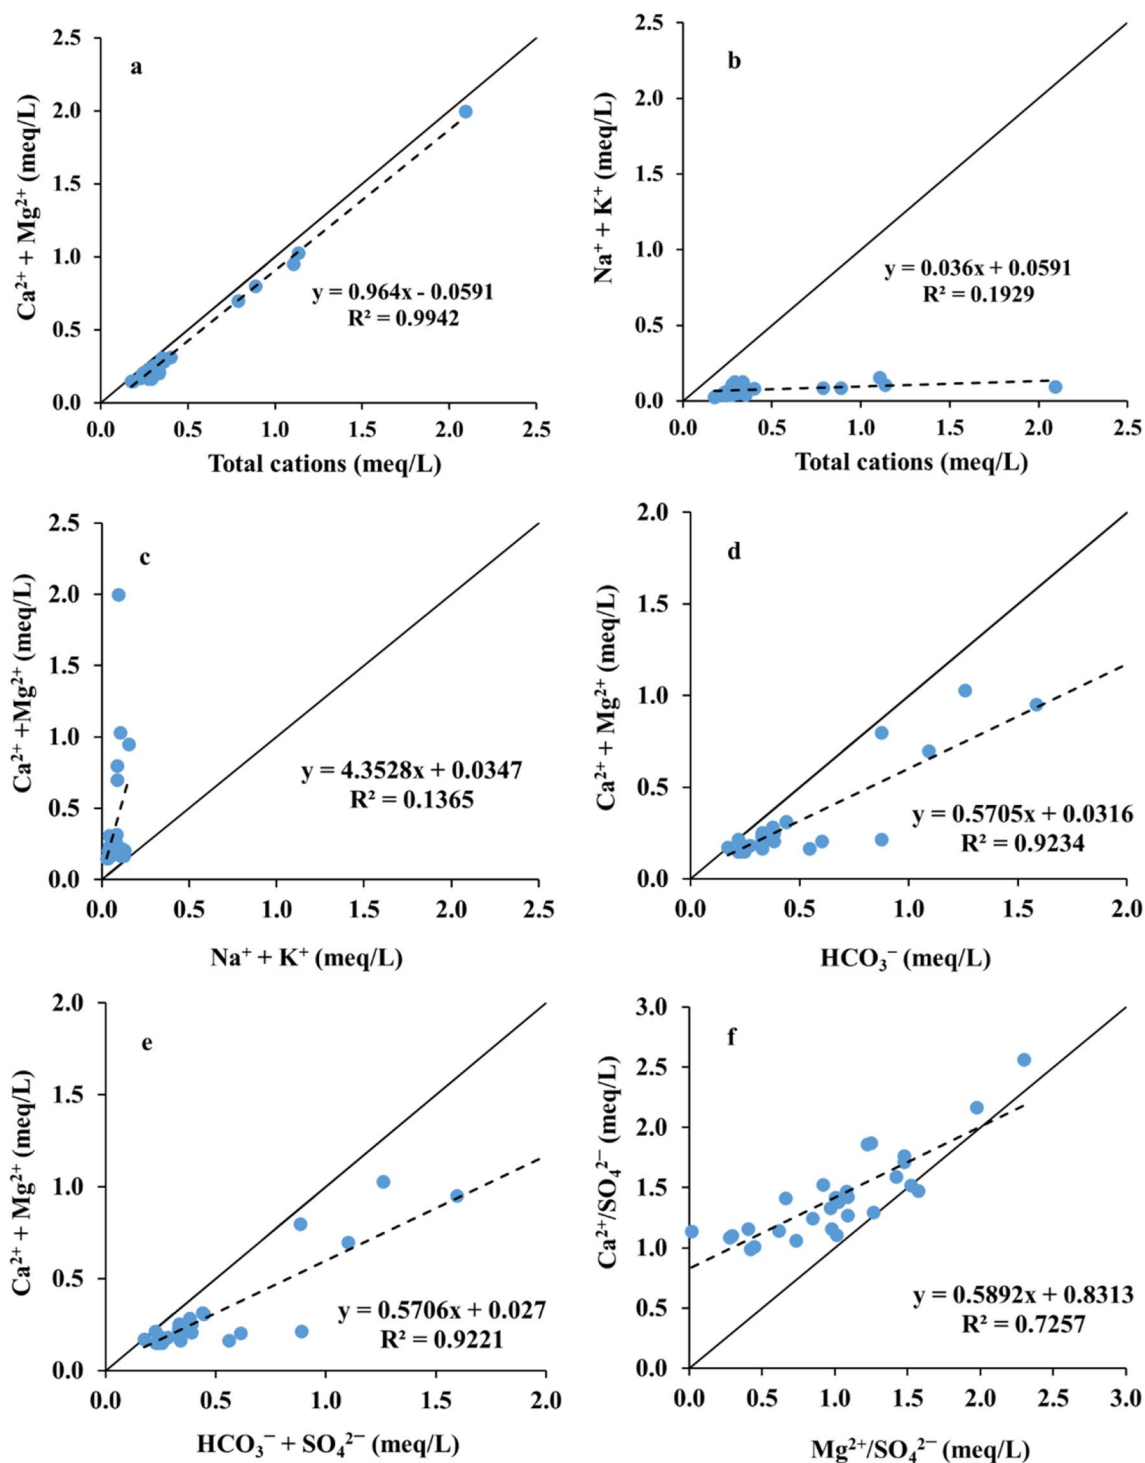 a
2.5
2.0
1.5
1.0
0.5
0.0
Ca²⁺ + Mg²⁺ (meq/L)
y = 0.964x - 0.0591
R² = 0.9942
0.0 0.5 1.0 1.5 2.0 2.5
Total cations (meq/L)
b
2.5
2.0
1.5
1.0
0.5
0.0
Na⁺ + K⁺ (meq/L)
y = 0.036x + 0.0591
R² = 0.1929
0.0 0.5 1.0 1.5 2.0 2.5
Total cations (meq/L)
c
2.5
2.0
1.5
1.0
0.5
0.0
Ca²⁺ +Mg²⁺ (meq/L)
y = 4.3528x + 0.0347
R² = 0.1365
0.0 0.5 1.0 1.5 2.0 2.5
Na⁺ + K⁺ (meq/L)
d
2.0
1.5
1.0
0.5
0.0
Ca²⁺ + Mg²⁺ (meq/L)
y = 0.5705x + 0.0316
R² = 0.9234
0.0 0.5 1.0 1.5 2.0
HCO₃⁻ (meq/L)
e
2.0
1.5
1.0
0.5
0.0
Ca²⁺ + Mg²⁺ (meq/L)
y = 0.5706x + 0.027
R² = 0.9221
0.0 0.5 1.0 1.5 2.0
HCO₃⁻ + SO₄²⁻ (meq/L)
f
3.0
2.5
2.0
1.5
1.0
0.5
0.0
Ca²⁺/SO₄²⁻ (meq/L)
y = 0.5892x + 0.8313
R² = 0.7257
0.0 0.5 1.0 1.5 2.0 2.5 3.0
Mg²⁺/SO₄²⁻ (meq/L)